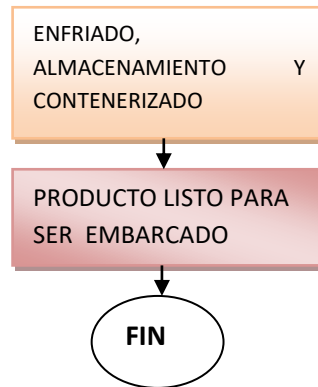 ENFRIADO,
ALMACENAMIENTO Y
CONTENERIZADO
PRODUCTO LISTO PARA
SER EMBARCADO
FIN